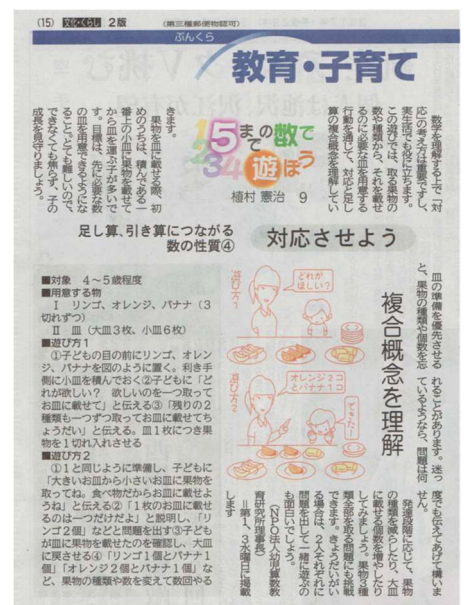 (15) 文化・くらし 2版
(第三種郵便物認可)
ぶんくら
教育・子育て
5までの数で
遊ぼう
1
2
3
4
植村 憲治 9
足し算、引き算につながる
数の性質④
対応させよう
複合概念を理解
数学を理解する上で「対
応」の考え方は重要ですし、
実生活でも役に立ちます。
この遊びでは、取る果物の
数や種類から、それを載せ
るのに必要な皿を用意する
行動を通じて、対応と足し
算の複合概念を理解してい
きます。
果物を皿に載せる際、初
めのうちは、積んである一
番上の小皿に果物を載せて
から皿を運ぶ子が多いで
す。目標は、先に必要な数
の皿を用意できるようにな
ること。とても難しいので、
できなくても焦らず、子の
成長を見守りましょう。
■対象 4～5歳程度
■用意する物
Ⅰ リンゴ、オレンジ、バナナ（3
切れずつ）
Ⅱ 皿（大皿3枚、小皿6枚）
■遊び方1
①子どもの目の前にリンゴ、オレン
ジ、バナナを図のように置く。利き手
側に小皿を積んでおく②子どもに「ど
れが欲しい？ 欲しいのを一つ取って
お皿に載せて」と伝える③「残りの2
種類も一つずつ取ってお皿に載せてち
ょうだい」と伝える。皿1枚につき果
物を1切れ入れさせる
■遊び方2
①1と同じように準備し、子どもに
「大きいお皿から小さいお皿に果物を
取ってね。食べ物だからお皿に載せよ
うね」と伝える②「1枚のお皿に載せ
るのは一つだけだよ」と説明し、「リ
ンゴ2個」などと問題を出す③子ども
が皿に果物を載せたのを確認し、大皿
に戻させる④「リンゴ1個とバナナ1
個」「オレンジ2個とバナナ1個」な
ど、果物の種類や数を変えて数回やる
遊び方1
どれが
ほしい？
遊び方2
オレンジ2コ
とバナナ1コ
できたー
皿の準備を優先させる
と、果物の種類や個数を忘
れることがあります。迷っ
ているようなら、問題は何
度でも伝えてあげて構いま
せん。
発達段階に応じて、果物
の種類を減らしたり、大皿
に載せる個数を増やしたり
してみましょう。果物3種
類全部を取る問題にも挑戦
できます。きょうだいがい
る場合は、2人それぞれに
問題を出して一緒に遊ぶの
も面白いでしょう。
（NPO法人幼児算数教
育研究所理事長）
＝第1、3水曜日に掲載
します